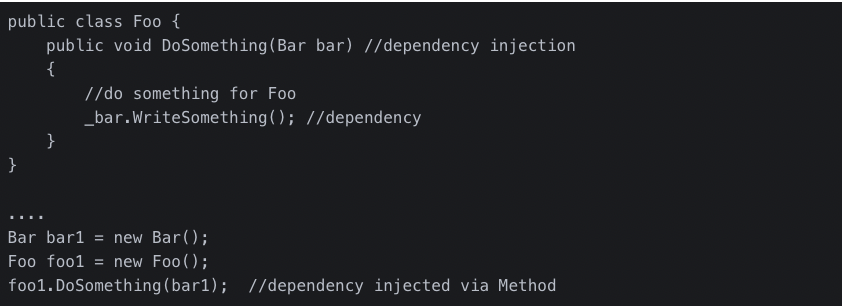 public class Foo {
    public void DoSomething(Bar bar) //dependency injection
    {
        //do something for Foo
        _bar.WriteSomething(); //dependency
    }
}
....
Bar bar1 = new Bar();
Foo foo1 = new Foo();
foo1.DoSomething(bar1);  //dependency injected via Method